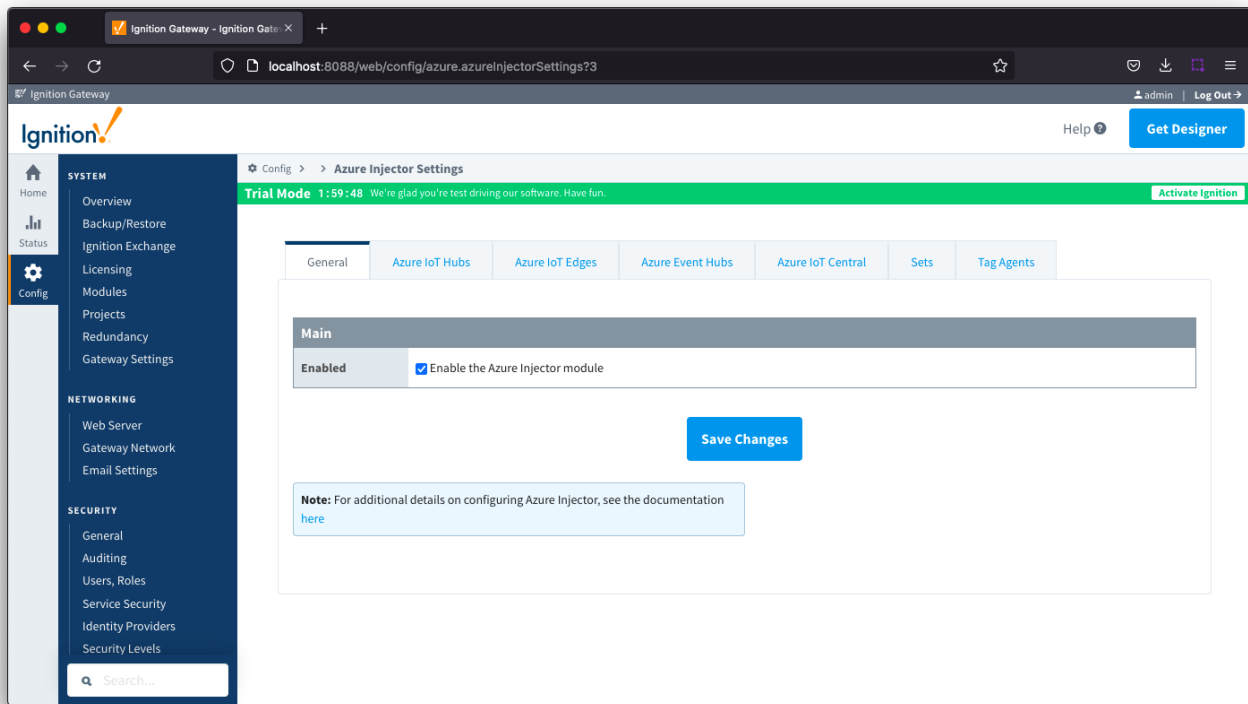 Ignition Gateway - Ignition Gate
localhost:8088/web/config/azure.azureInjectorSettings?3
Ignition Gateway
admin | Log Out
Ignition!
Help
Get Designer
Home
Status
Config
SYSTEM
Overview
Backup/Restore
Ignition Exchange
Licensing
Modules
Projects
Redundancy
Gateway Settings
NETWORKING
Web Server
Gateway Network
Email Settings
SECURITY
General
Auditing
Users, Roles
Service Security
Identity Providers
Security Levels
Search...
Config > > Azure Injector Settings
Trial Mode 1:59:48 We're glad you're test driving our software. Have fun.
Activate Ignition
General Azure IoT Hubs Azure IoT Edges Azure Event Hubs Azure IoT Central Sets Tag Agents
Main
Enabled Enable the Azure Injector module
Save Changes
Note: For additional details on configuring Azure Injector, see the documentation
here